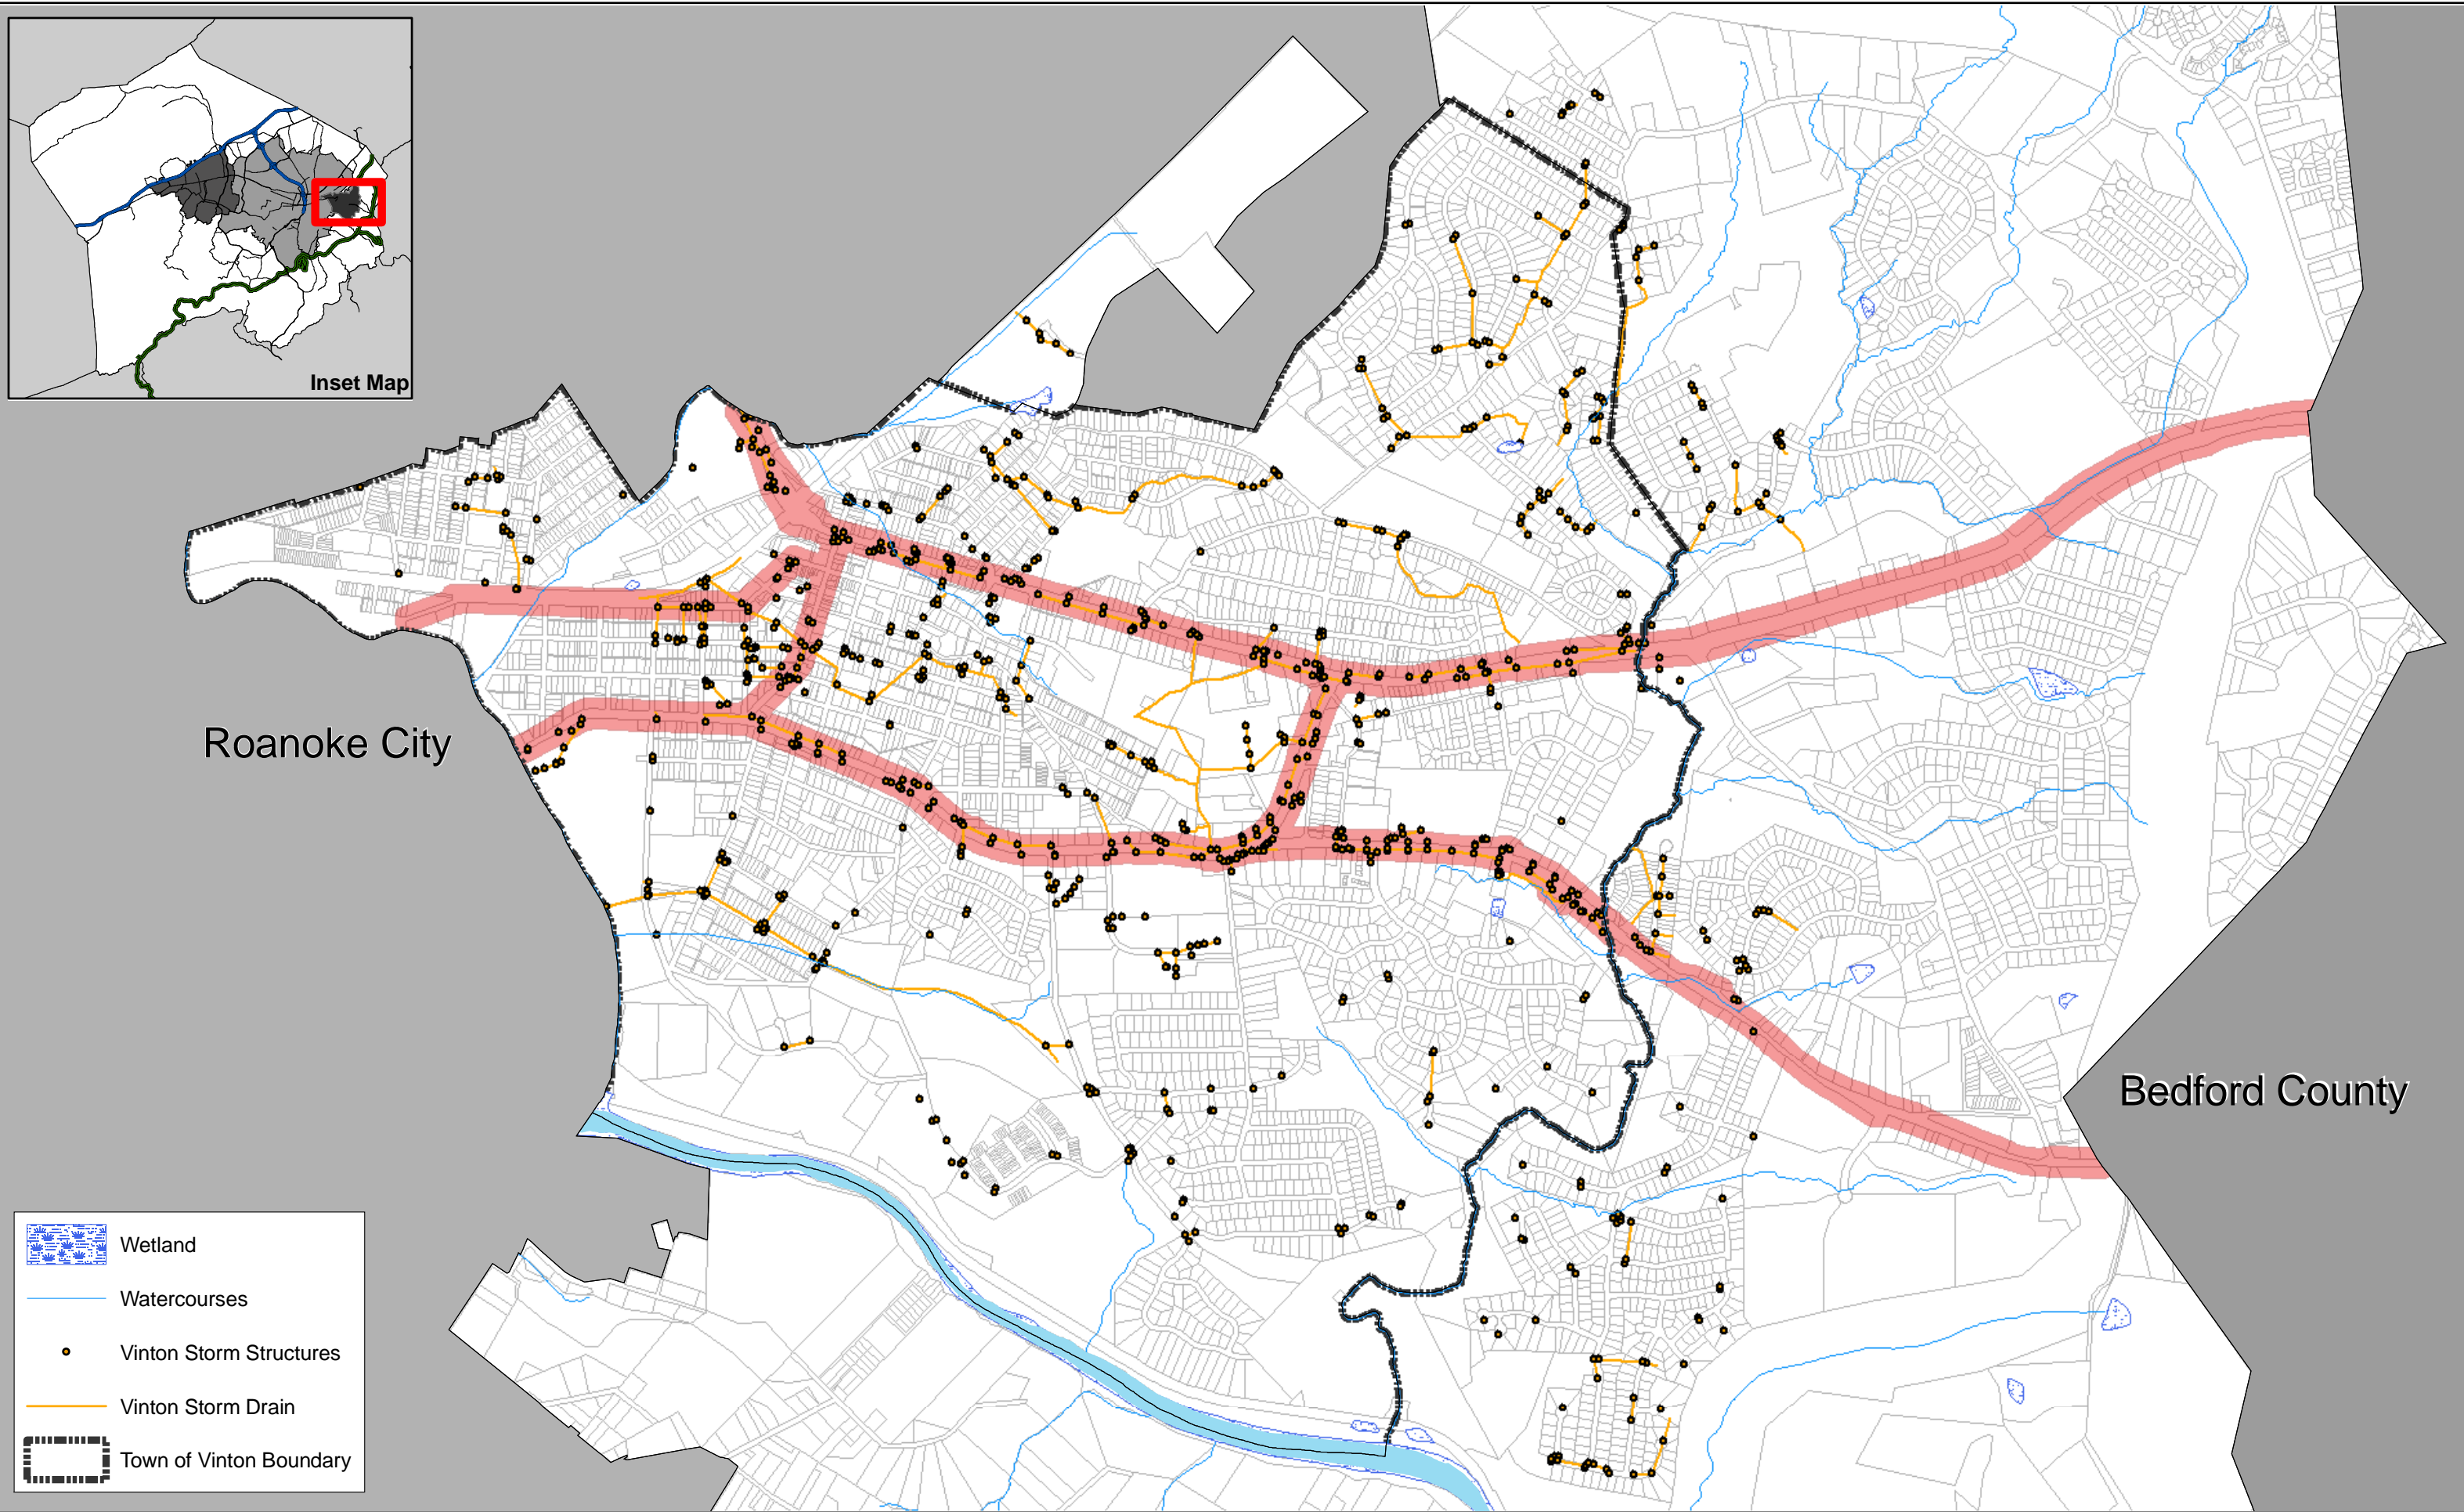 Inset Map
Roanoke City
Bedford County
Wetland
Watercourses
Vinton Storm Structures
Vinton Storm Drain
Town of Vinton Boundary